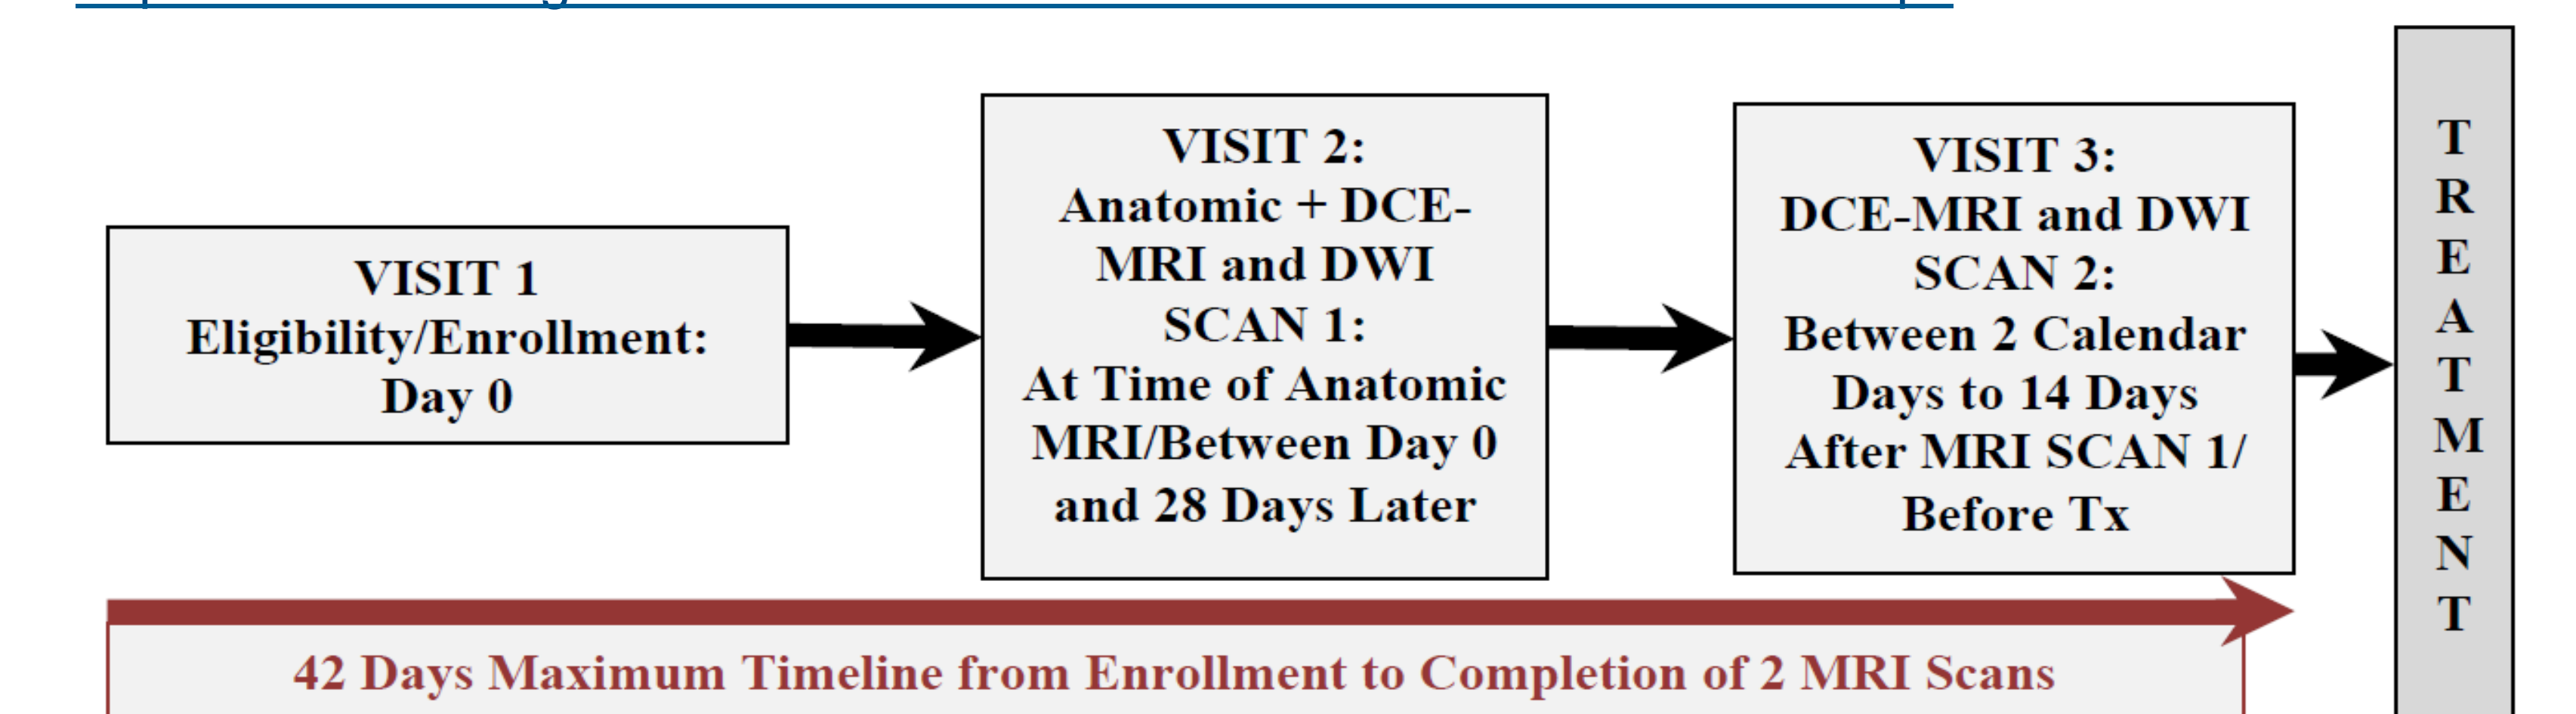 VISIT 1
Eligibility/Enrollment:
Day 0
VISIT 2:
Anatomic + DCE-
MRI and DWI
SCAN 1:
At Time of Anatomic
MRI/Between Day 0
and 28 Days Later
VISIT 3:
DCE-MRI and DWI
SCAN 2:
Between 2 Calendar
Days to 14 Days
After MRI SCAN 1/
Before Tx
T
R
E
A
T
M
E
N
T
42 Days Maximum Timeline from Enrollment to Completion of 2 MRI Scans